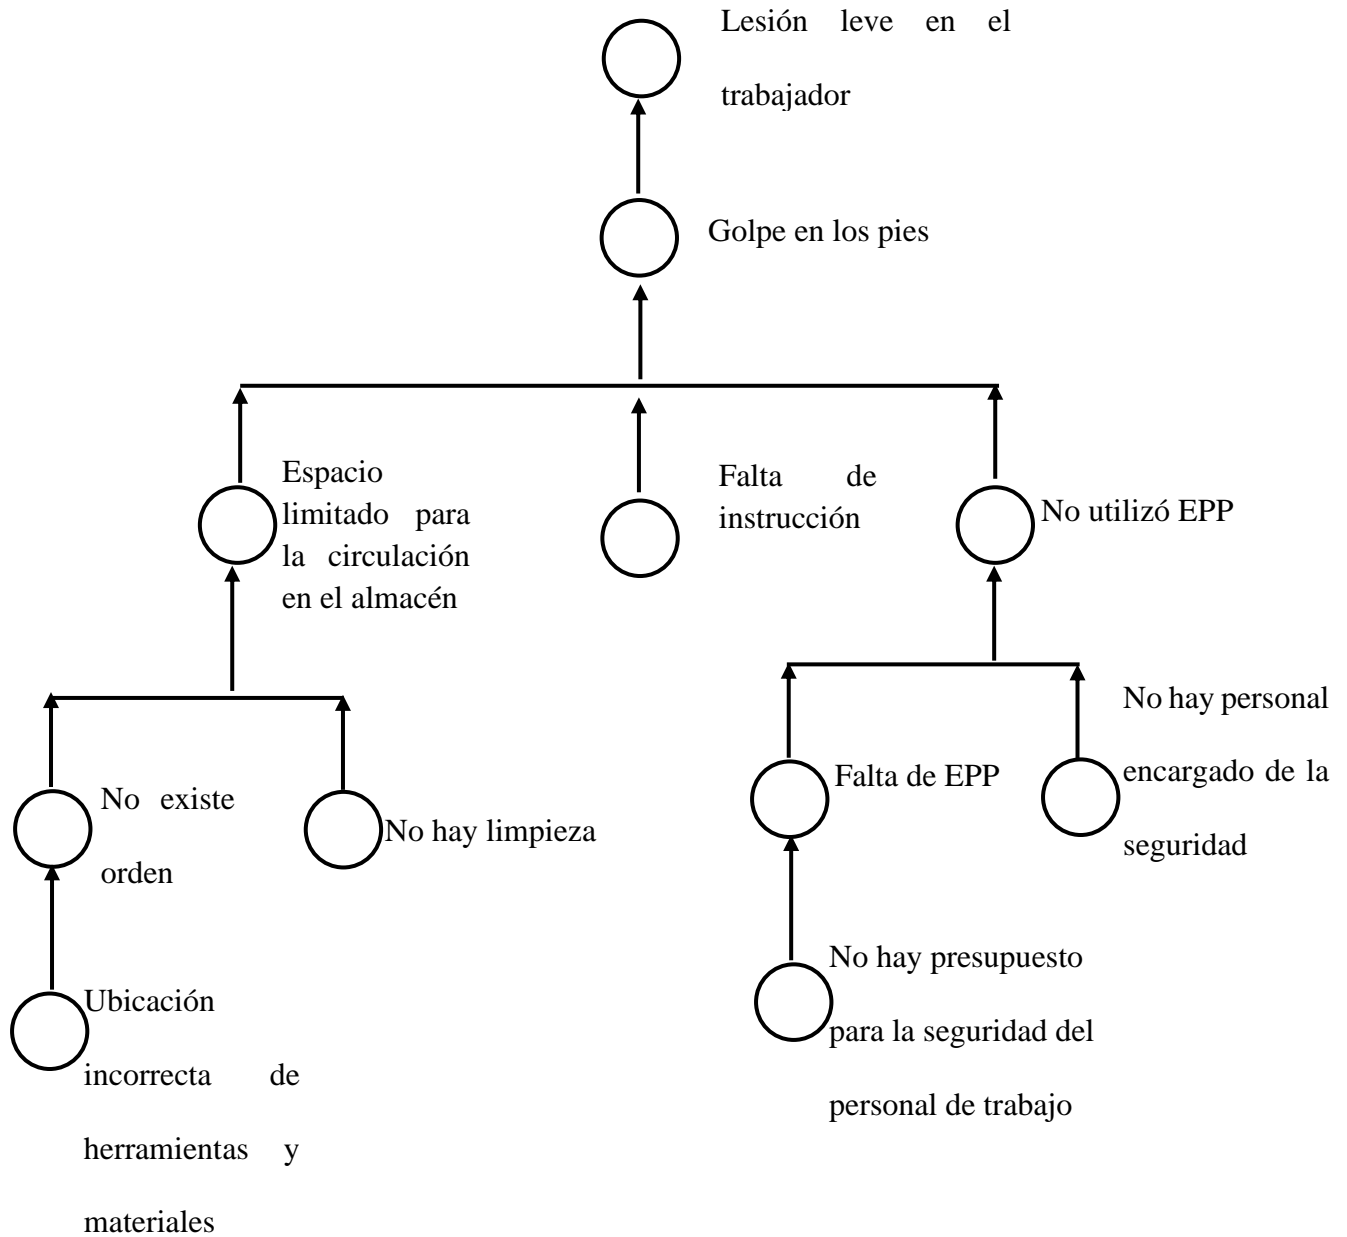 Lesión leve en el
trabajador
Golpe en los pies
Espacio
limitado para
la circulación
en el almacén
Falta de
instrucción
No utilizó EPP
No existe
orden
No hay limpieza
Falta de EPP
No hay personal
encargado de la
seguridad
Ubicación
incorrecta de
herramientas y
materiales
No hay presupuesto
para la seguridad del
personal de trabajo